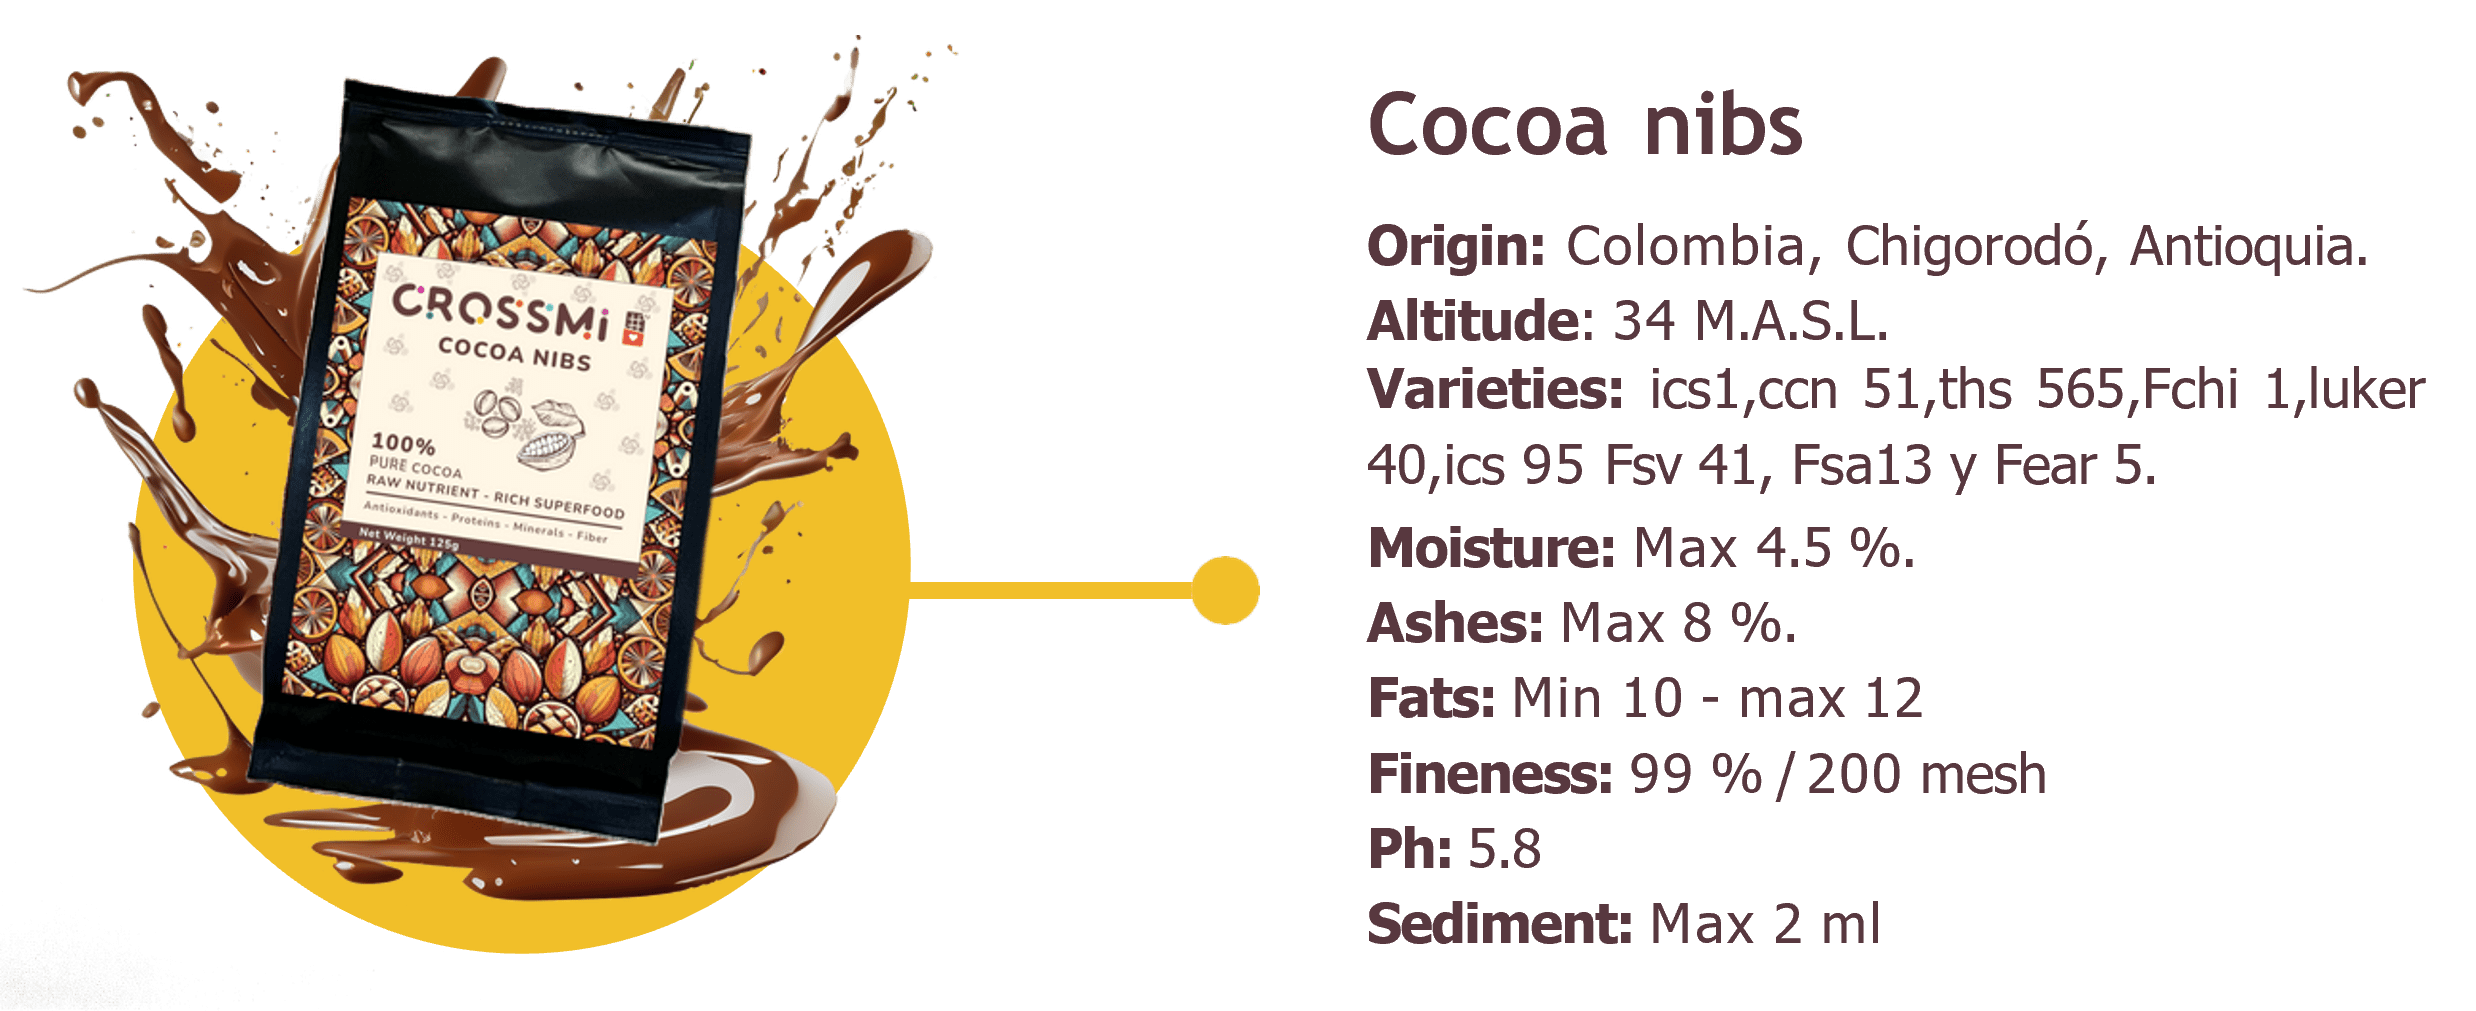 CROSSMi
COCOA NIBS
100%
PURE COCOA
RAW NUTRIENT - RICH SUPERFOOD
Antioxidants - Proteins - Minerals - Fiber
Net Weight 125g
Cocoa nibs
Origin: Colombia, Chigorodó, Antioquia.
Altitude: 34 M.A.S.L.
Varieties: ics1,ccn 51,ths 565,Fchi 1,luker
40,ics 95 Fsv 41, Fsa13 y Fear 5.
Moisture: Max 4.5 %.
Ashes: Max 8 %.
Fats: Min 10 - max 12
Fineness: 99 % / 200 mesh
Ph: 5.8
Sediment: Max 2 ml